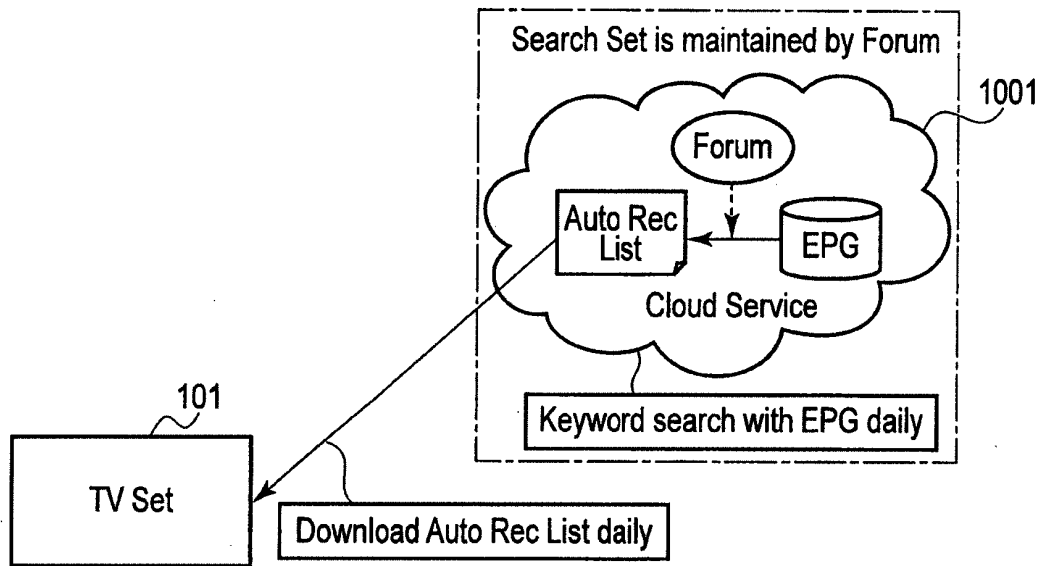 Search Set is maintained by Forum
1001
Forum
Auto Rec
List
EPG
Cloud Service
Keyword search with EPG daily
101
TV Set
Download Auto Rec List daily